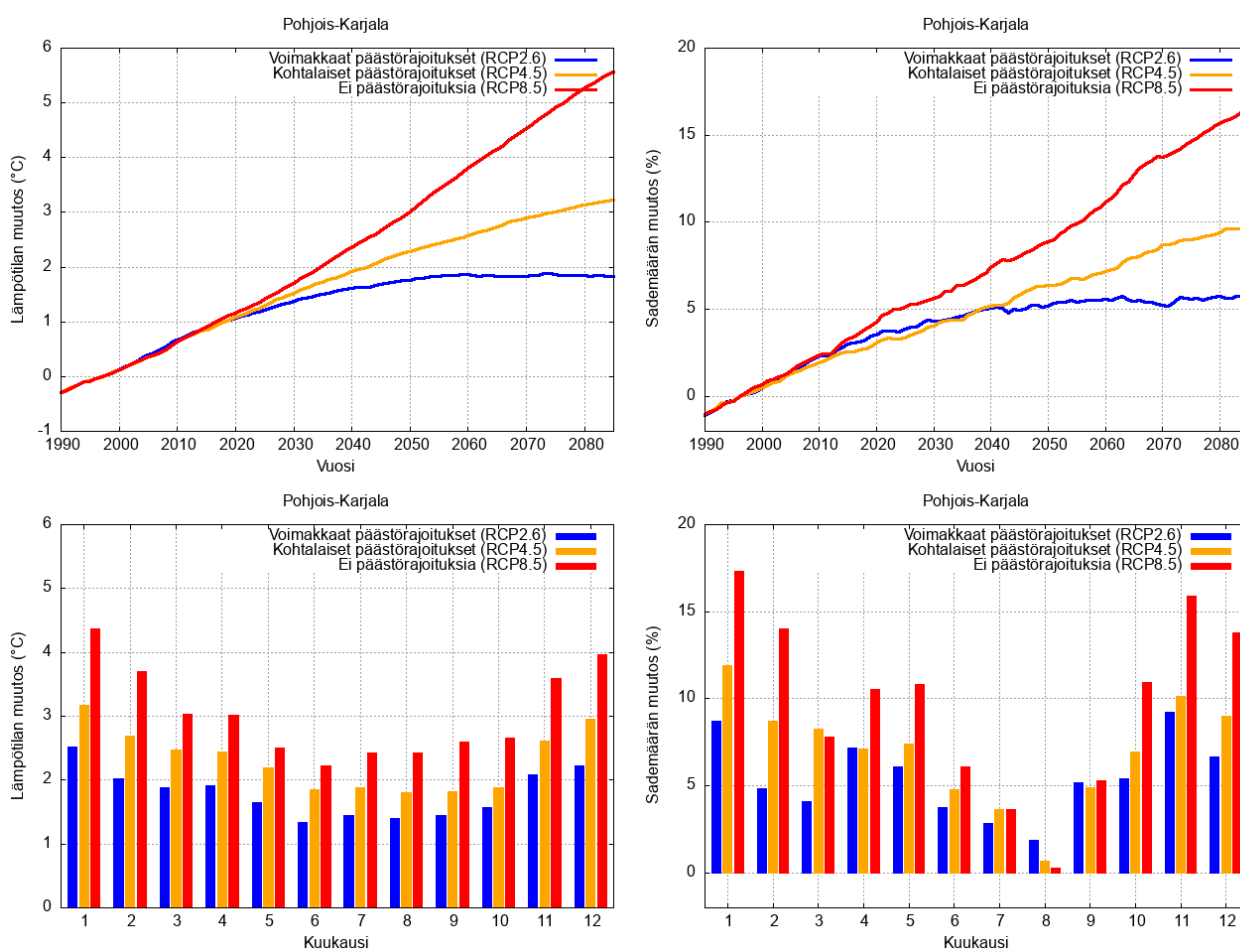 Pohjois-Karjala
Voimakkaat päästörajoitukset (RCP2.6)
Kohtalaiset päästörajoitukset (RCP4.5)
Ei päästörajoituksia (RCP8.5)
Lämpötilan muutos (°C)
6
5
4
3
2
1
0
-1
1990 2000 2010 2020 2030 2040 2050 2060 2070 2080
Vuosi
Pohjois-Karjala
Voimakkaat päästörajoitukset (RCP2.6)
Kohtalaiset päästörajoitukset (RCP4.5)
Ei päästörajoituksia (RCP8.5)
Sademäärän muutos (%)
20
15
10
5
0
1990 2000 2010 2020 2030 2040 2050 2060 2070 2080
Vuosi
Pohjois-Karjala
Voimakkaat päästörajoitukset (RCP2.6)
Kohtalaiset päästörajoitukset (RCP4.5)
Ei päästörajoituksia (RCP8.5)
Lämpötilan muutos (°C)
6
5
4
3
2
1
0
1 2 3 4 5 6 7 8 9 10 11 12
Kuukausi
Pohjois-Karjala
Voimakkaat päästörajoitukset (RCP2.6)
Kohtalaiset päästörajoitukset (RCP4.5)
Ei päästörajoituksia (RCP8.5)
Sademäärän muutos (%)
20
15
10
5
0
1 2 3 4 5 6 7 8 9 10 11 12
Kuukausi